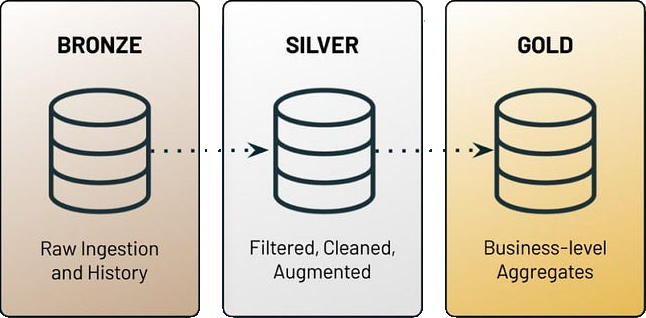 BRONZE
Raw Ingestion
and History
SILVER
Filtered, Cleaned,
Augmented
GOLD
Business-level
Aggregates